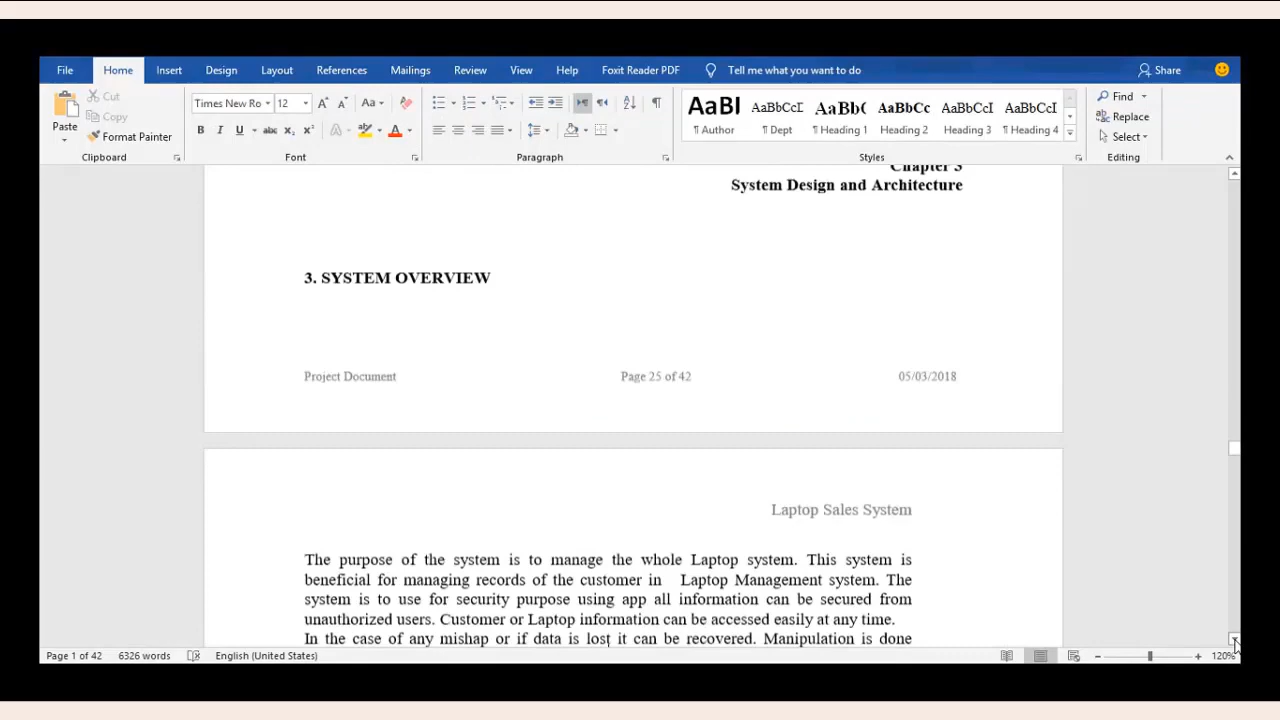 File Home Insert Design Layout References Mailings Review View Help Foxit Reader PDF Tell me what you want to do Share
Paste Cut Copy Format Painter
Clipboard
Times New Ro 12 Aa
B I U abc X₂ X² A A
Font
Paragraph
AaBI AaBbCcI AaBb( AaBbCc AaBbCcI AaBbCcI
¶ Author ¶ Dept ¶ Heading 1 Heading 2 Heading 3 ¶ Heading 4
Styles
Find
Replace
Select
Editing
Chapter 3
System Design and Architecture
3. SYSTEM OVERVIEW
Project Document Page 25 of 42 05/03/2018
Laptop Sales System
The purpose of the system is to manage the whole Laptop system. This system is
beneficial for managing records of the customer in Laptop Management system. The
system is to use for security purpose using app all information can be secured from
unauthorized users. Customer or Laptop information can be accessed easily at any time.
In the case of any mishap or if data is lost it can be recovered. Manipulation is done
Page 1 of 42 6326 words English (United States) 120%